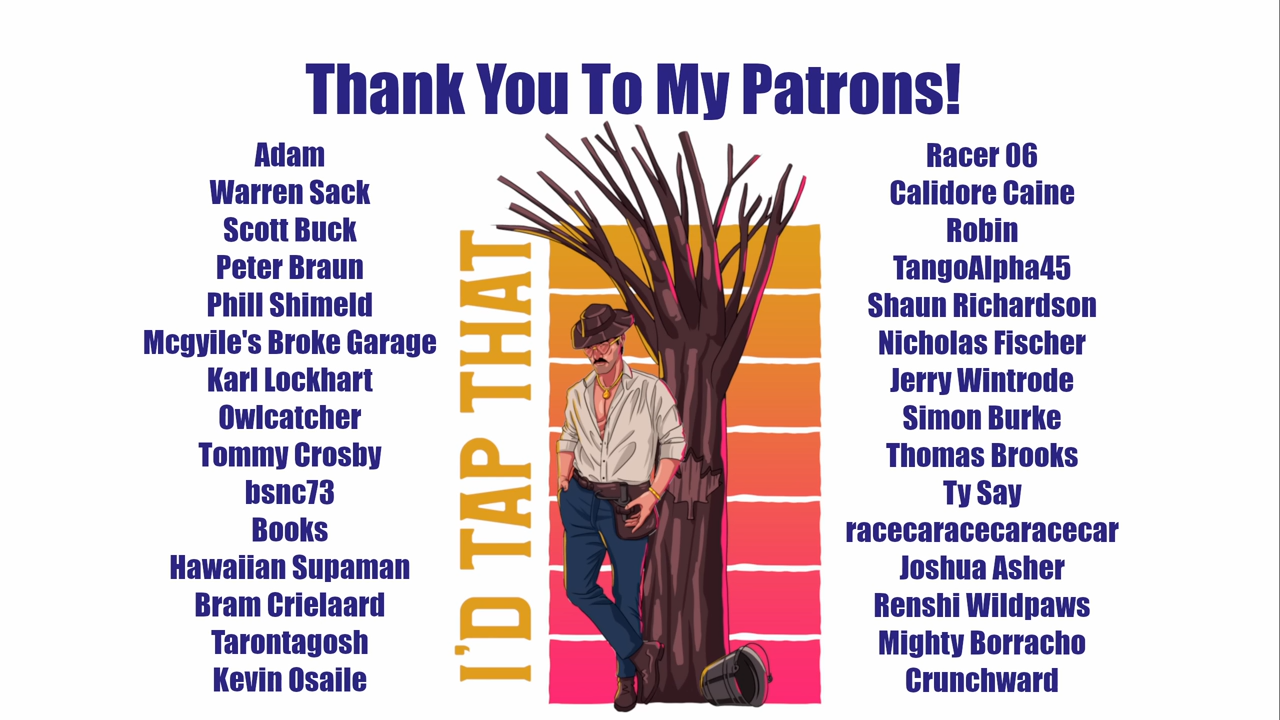 Thank You To My Patrons!
Adam
Warren Sack
Scott Buck
Peter Braun
Phill Shimeld
Mcgyile's Broke Garage
Karl Lockhart
Owlcatcher
Tommy Crosby
bsnc73
Books
Hawaiian Supaman
Bram Crielaard
Tarontagosh
Kevin Osaile
I'D TAP THAT
Racer 06
Calidore Caine
Robin
TangoAlpha45
Shaun Richardson
Nicholas Fischer
Jerry Wintrode
Simon Burke
Thomas Brooks
Ty Say
racecaracecaracecar
Joshua Asher
Renshi Wildpaws
Mighty Borracho
Crunchward